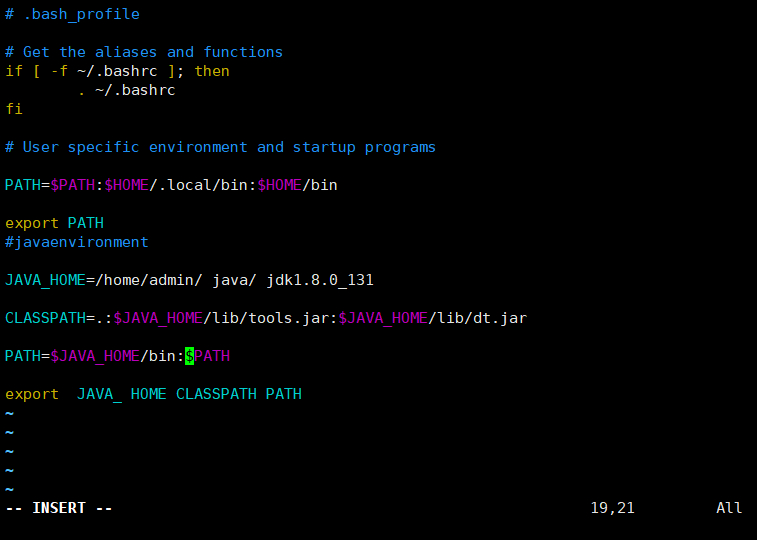 # .bash_profile
# Get the aliases and functions
if [ -f ~/.bashrc ]; then
        . ~/.bashrc
fi
# User specific environment and startup programs
PATH=$PATH:$HOME/.local/bin:$HOME/bin
export PATH
#javaenvironment
JAVA_HOME=/home/admin/ java/ jdk1.8.0_131
CLASSPATH=.:$JAVA_HOME/lib/tools.jar:$JAVA_HOME/lib/dt.jar
PATH=$JAVA_HOME/bin:$PATH
export  JAVA_ HOME CLASSPATH PATH
~
~
~
~
~
-- INSERT -- 19,21 All